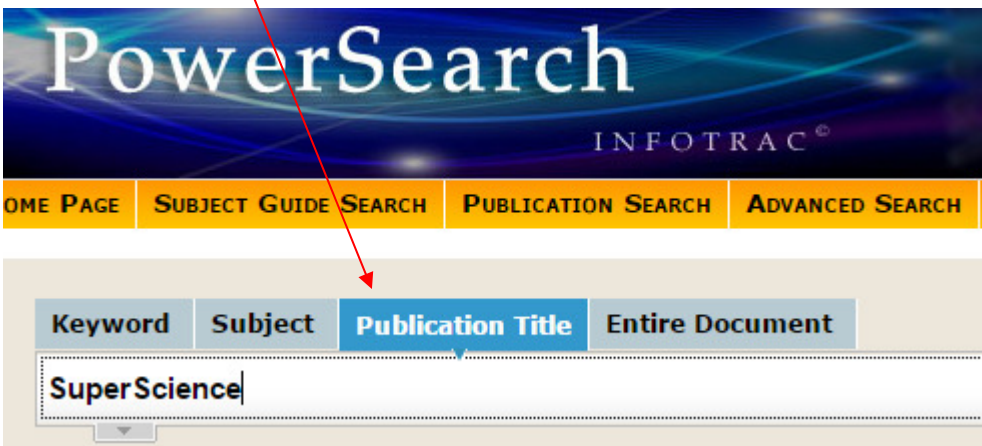 PowerSearch
INFOTRAC©
OME PAGE SUBJECT GUIDE SEARCH PUBLICATION SEARCH ADVANCED SEARCH
Keyword Subject Publication Title Entire Document
SuperScience